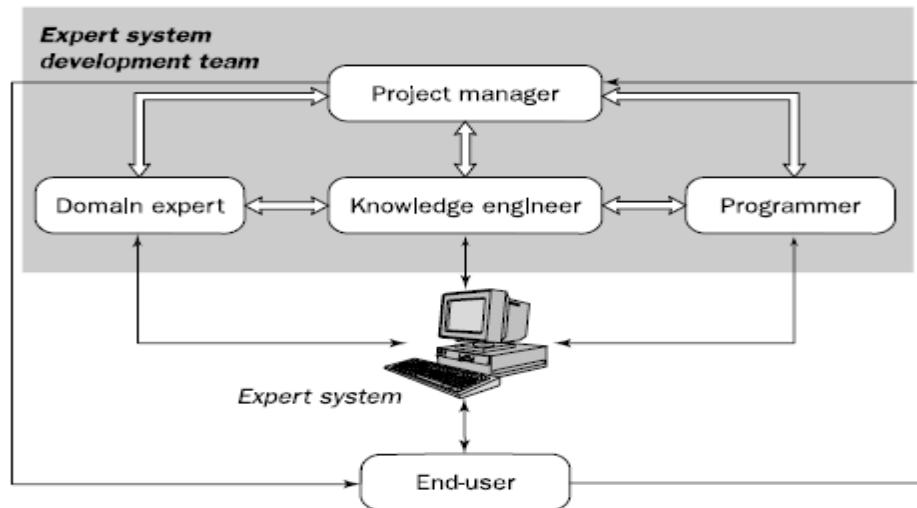 Expert system
development team
Project manager
Domain expert
Knowledge engineer
Programmer
Expert system
End-user